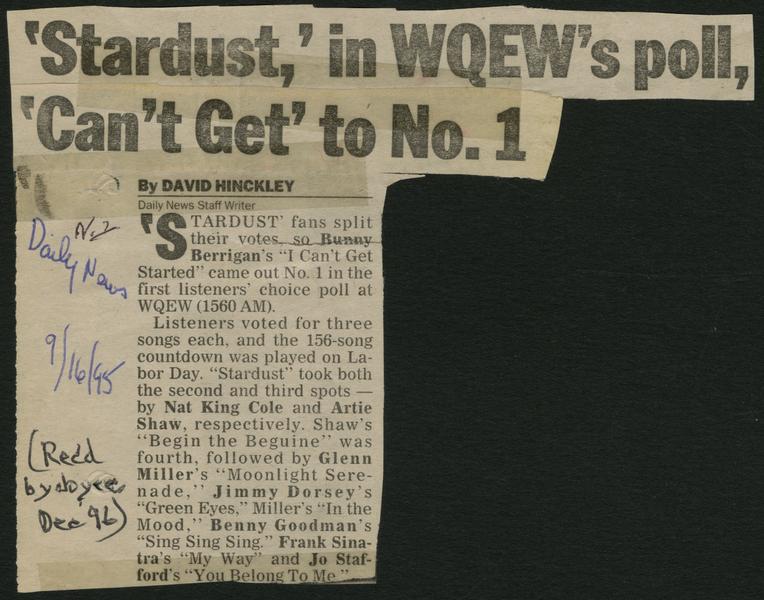 'Stardust,' in WQEW's poll,
'Can't Get' to No. 1
By DAVID HINCKLEY
Daily News Staff Writer
'STARDUST' fans split
their votes, so Bunny
Berrigan's "I Can't Get
Started" came out No. 1 in the
first listeners' choice poll at
WQEW (1560 AM).
Listeners voted for three
songs each, and the 156-song
countdown was played on La-
bor Day. "Stardust" took both
the second and third spots —
by Nat King Cole and Artie
Shaw, respectively. Shaw's
"Begin the Beguine" was
fourth, followed by Glenn
Miller's "Moonlight Sere-
nade," Jimmy Dorsey's
"Green Eyes," Miller's "In the
Mood," Benny Goodman's
"Sing Sing Sing." Frank Sina-
tra's "My Way" and Jo Staf-
ford's "You Belong To Me."
Daily News
9/16/95
(Recd
by
Dec '96)